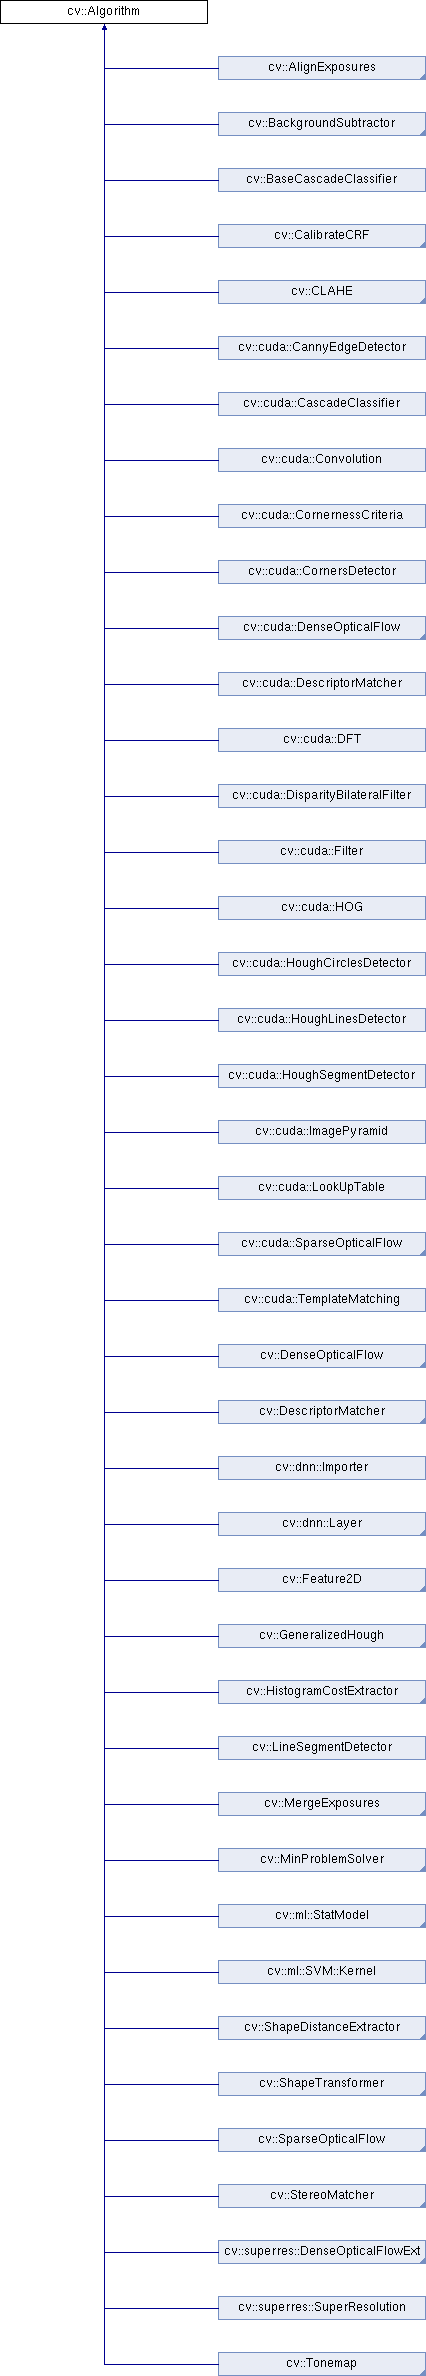 cv::Algorithm
cv::AlignExposures
cv::BackgroundSubtractor
cv::BaseCascadeClassifier
cv::CalibrateCRF
cv::CLAHE
cv::cuda::CannyEdgeDetector
cv::cuda::CascadeClassifier
cv::cuda::Convolution
cv::cuda::CornernessCriteria
cv::cuda::CornersDetector
cv::cuda::DenseOpticalFlow
cv::cuda::DescriptorMatcher
cv::cuda::DFT
cv::cuda::DisparityBilateralFilter
cv::cuda::Filter
cv::cuda::HOG
cv::cuda::HoughCirclesDetector
cv::cuda::HoughLinesDetector
cv::cuda::HoughSegmentDetector
cv::cuda::ImagePyramid
cv::cuda::LookUpTable
cv::cuda::SparseOpticalFlow
cv::cuda::TemplateMatching
cv::DenseOpticalFlow
cv::DescriptorMatcher
cv::dnn::Importer
cv::dnn::Layer
cv::Feature2D
cv::GeneralizedHough
cv::HistogramCostExtractor
cv::LineSegmentDetector
cv::MergeExposures
cv::MinProblemSolver
cv::ml::StatModel
cv::ml::SVM::Kernel
cv::ShapeDistanceExtractor
cv::ShapeTransformer
cv::SparseOpticalFlow
cv::StereoMatcher
cv::superres::DenseOpticalFlowExt
cv::superres::SuperResolution
cv::Tonemap